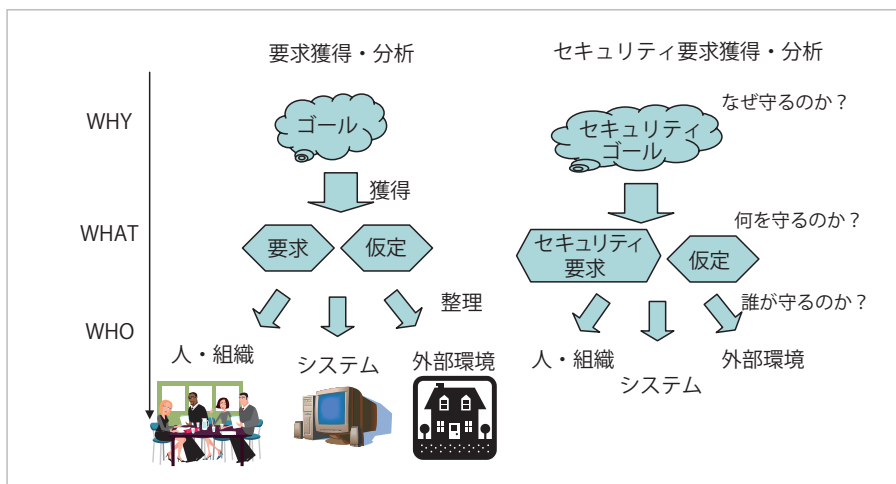 要求獲得・分析
セキュリティ要求獲得・分析
WHY
ゴール
セキュリティ
ゴール
なぜ守るのか？
獲得
WHAT
要求
仮定
セキュリティ
要求
仮定
何を守るのか？
整理
誰が守るのか？
WHO
人・組織
システム
外部環境
人・組織
システム
外部環境